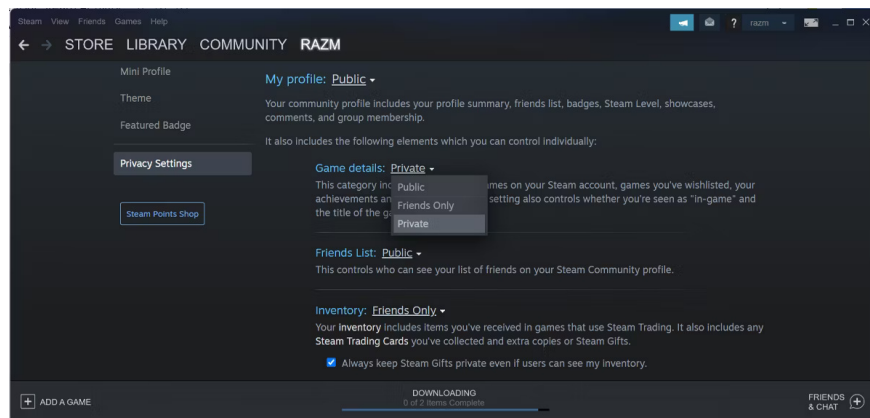 Steam View Friends Games Help
? razm
STORE LIBRARY COMMUNITY RAZM
Mini Profile
Theme
Featured Badge
Privacy Settings
Steam Points Shop
My profile: Public
Your community profile includes your profile summary, friends list, badges, Steam Level, showcases,
comments, and group membership.
It also includes the following elements which you can control individually:
Game details: Private
This category mes on your Steam account, games you've wishlisted, your
achievements setting also controls whether you're seen as "in-game" and
the title of the
Public
Friends Only
Private
Friends List: Public
This controls who can see your list of friends on your Steam Community profile.
Inventory: Friends Only
Your inventory includes items you've received in games that use Steam Trading. It also includes any
Steam Trading Cards you've collected and extra copies or Steam Gifts.
Always keep Steam Gifts private even if users can see my inventory.
+ ADD A GAME
DOWNLOADING
0 of 2 Items Complete
FRIENDS
& CHAT +